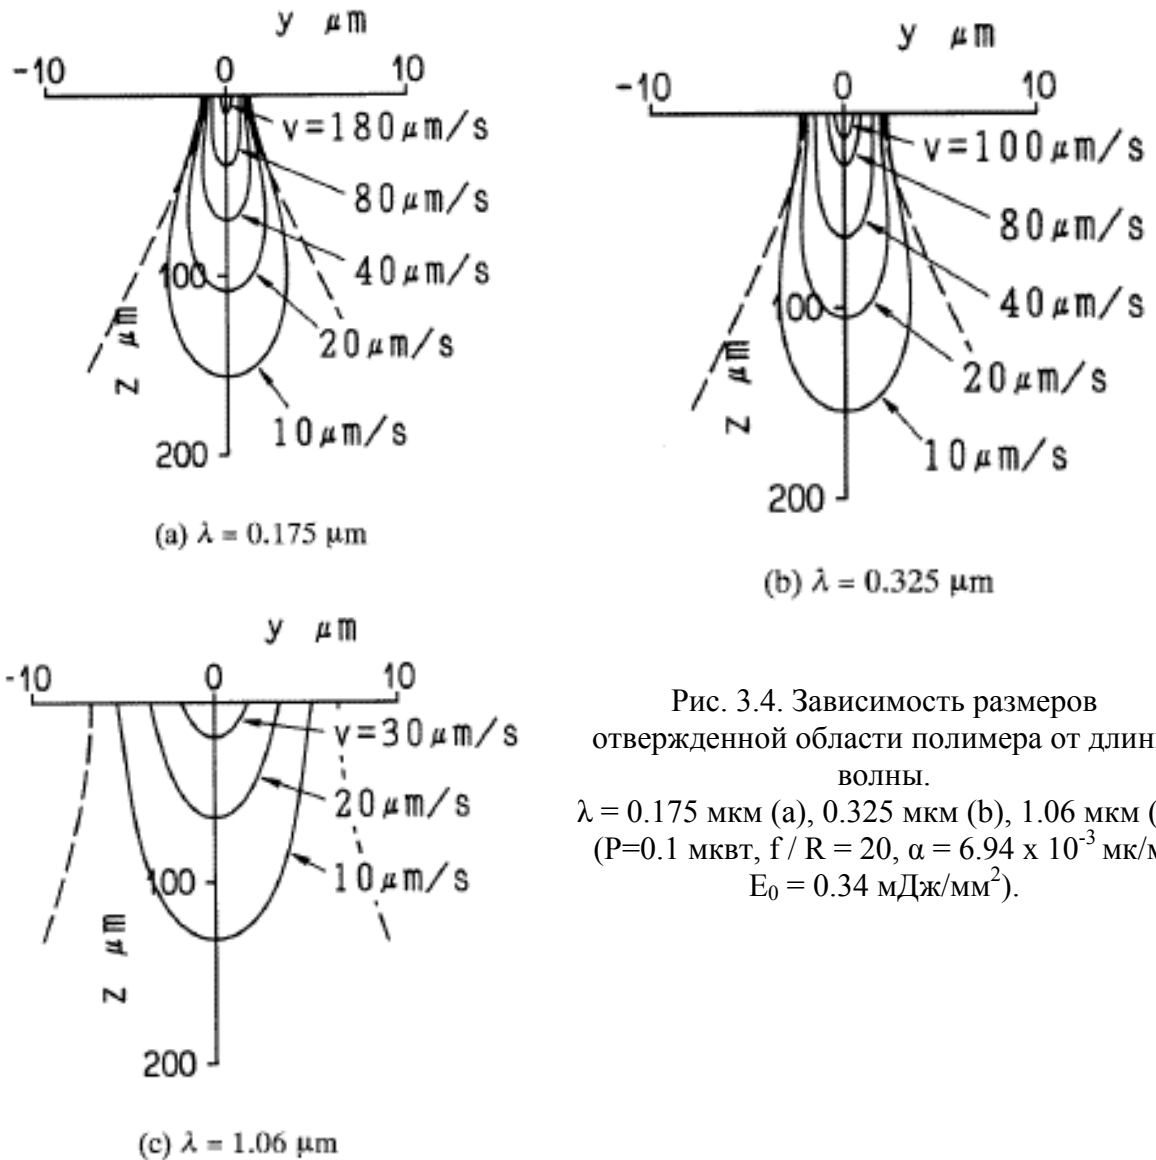 y μm
-10 0 10
v=180μm/s
80μm/s
40μm/s
100
20μm/s
z μm
10μm/s
200
(a) λ = 0.175 μm
y μm
-10 0 10
v=100μm/s
80μm/s
40μm/s
100
20μm/s
z μm
10μm/s
200
(b) λ = 0.325 μm
y μm
-10 0 10
v=30μm/s
20μm/s
100
10μm/s
z μm
200
(c) λ = 1.06 μm
Рис. 3.4. Зависимость размеров
отвержденной области полимера от
волны.
λ = 0.175 мкм (a), 0.325 мкм (b), 1.06 мкм (
(P=0.1 мквт, f / R = 20, α = 6.94 x 10⁻³
E₀ = 0.34 мДж/мм²).